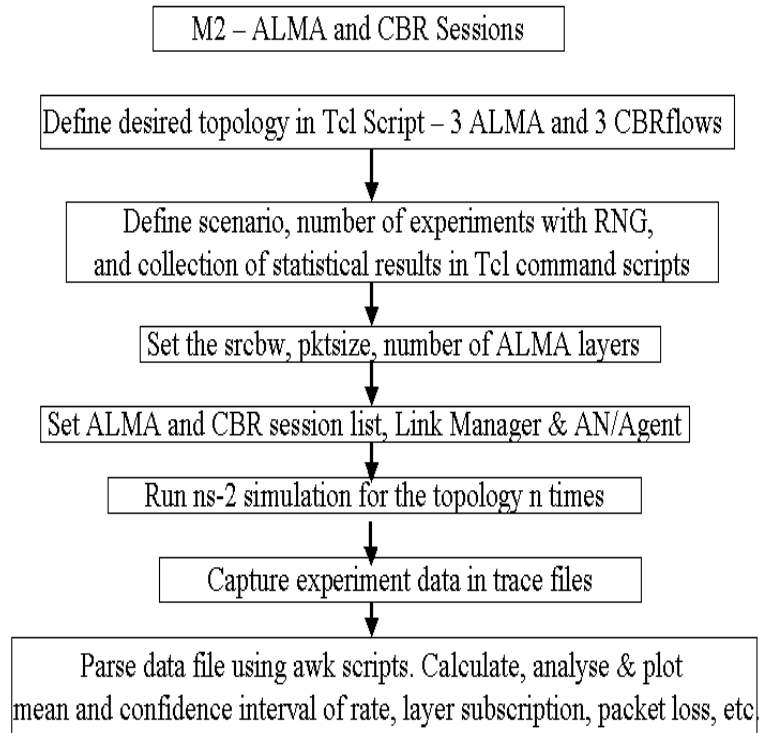 M2 – ALMA and CBR Sessions
Define desired topology in Tcl Script – 3 ALMA and 3 CBRflows
Define scenario, number of experiments with RNG,
and collection of statistical results in Tcl command scripts
Set the srcbw, pktsize, number of ALMA layers
Set ALMA and CBR session list, Link Manager & AN/Agent
Run ns-2 simulation for the topology n times
Capture experiment data in trace files
Parse data file using awk scripts. Calculate, analyse & plot
mean and confidence interval of rate, layer subscription, packet loss, etc.